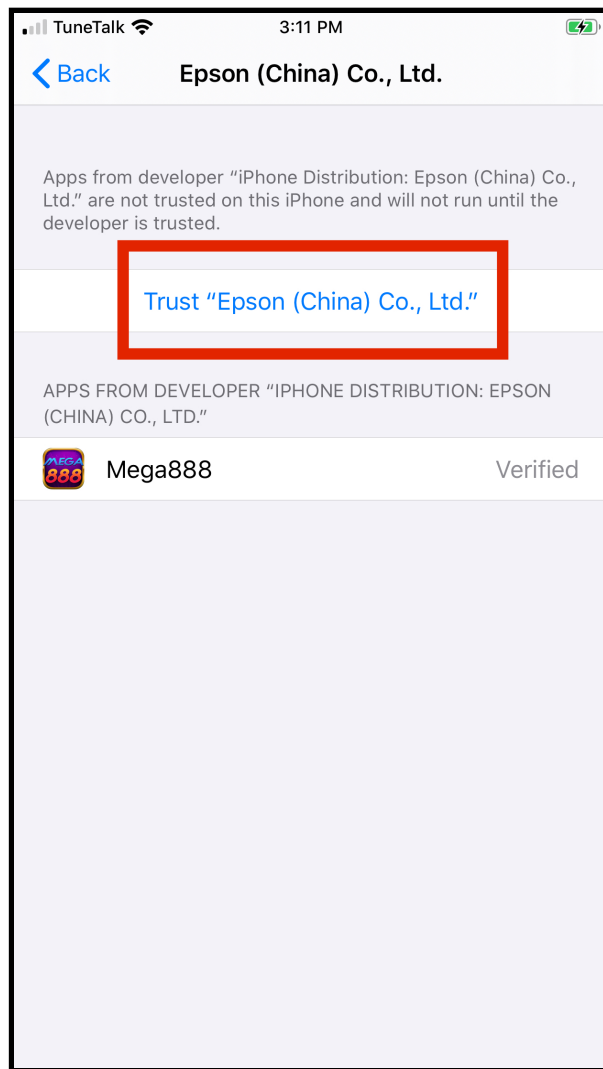 TuneTalk 3:11 PM
Back Epson (China) Co., Ltd.
Apps from developer “iPhone Distribution: Epson (China) Co.,
Ltd.” are not trusted on this iPhone and will not run until the
developer is trusted.
Trust “Epson (China) Co., Ltd.”
APPS FROM DEVELOPER “IPHONE DISTRIBUTION: EPSON
(CHINA) CO., LTD.”
MEGA
888
Mega888 Verified